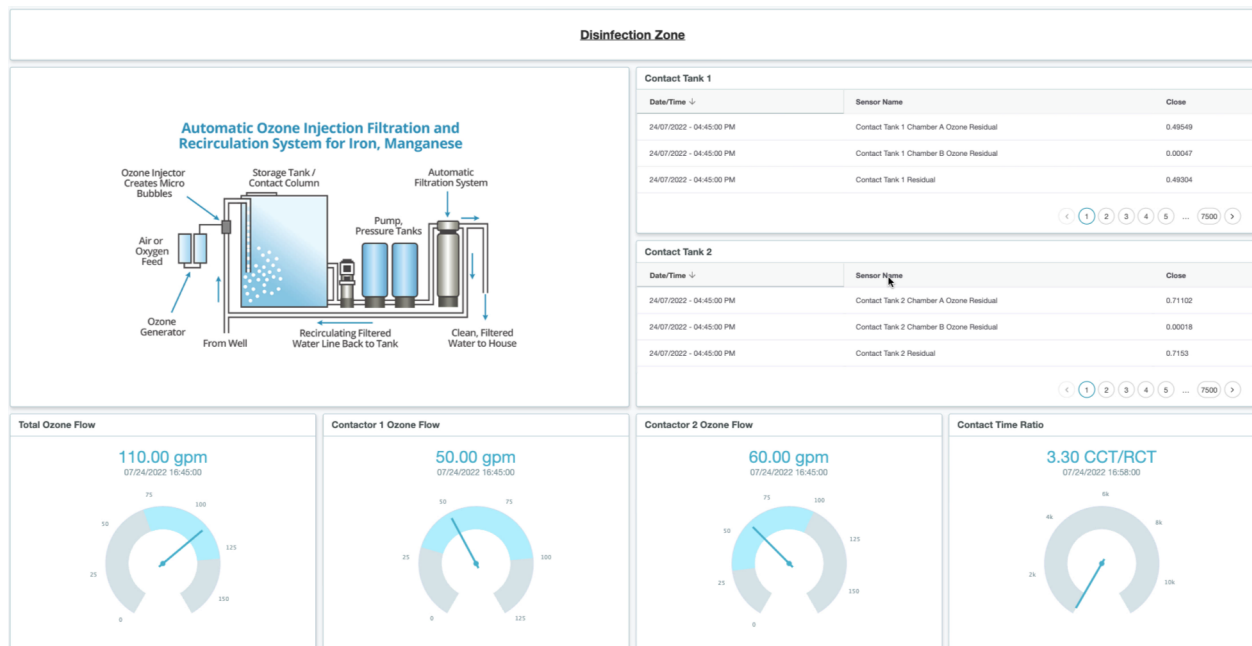 Disinfection Zone
Automatic Ozone Injection Filtration and
Recirculation System for Iron, Manganese
Ozone Injector
Creates Micro
Bubbles
Storage Tank /
Contact Column
Automatic
Filtration System
Pump,
Pressure Tanks
Air or
Oxygen
Feed
Ozone
Generator
From Well
Recirculating Filtered
Water Line Back to Tank
Clean, Filtered
Water to House
Contact Tank 1
Date/Time ↓ Sensor Name Close
24/07/2022 - 04:45:00 PM Contact Tank 1 Chamber A Ozone Residual 0.49549
24/07/2022 - 04:45:00 PM Contact Tank 1 Chamber B Ozone Residual 0.00047
24/07/2022 - 04:45:00 PM Contact Tank 1 Residual 0.49304
< 1 2 3 4 5 ... 7500 >
Contact Tank 2
Date/Time ↓ Sensor Name Close
24/07/2022 - 04:45:00 PM Contact Tank 2 Chamber A Ozone Residual 0.71102
24/07/2022 - 04:45:00 PM Contact Tank 2 Chamber B Ozone Residual 0.00018
24/07/2022 - 04:45:00 PM Contact Tank 2 Residual 0.7153
< 1 2 3 4 5 ... 7500 >
Total Ozone Flow
110.00 gpm
07/24/2022 16:45:00
0 25 50 75 100 125 150
Contactor 1 Ozone Flow
50.00 gpm
07/24/2022 16:45:00
0 25 50 75 100 125
Contactor 2 Ozone Flow
60.00 gpm
07/24/2022 16:45:00
0 25 50 75 100 125 150
Contact Time Ratio
3.30 CCT/RCT
07/24/2022 16:58:00
2k 4k 6k 8k 10k